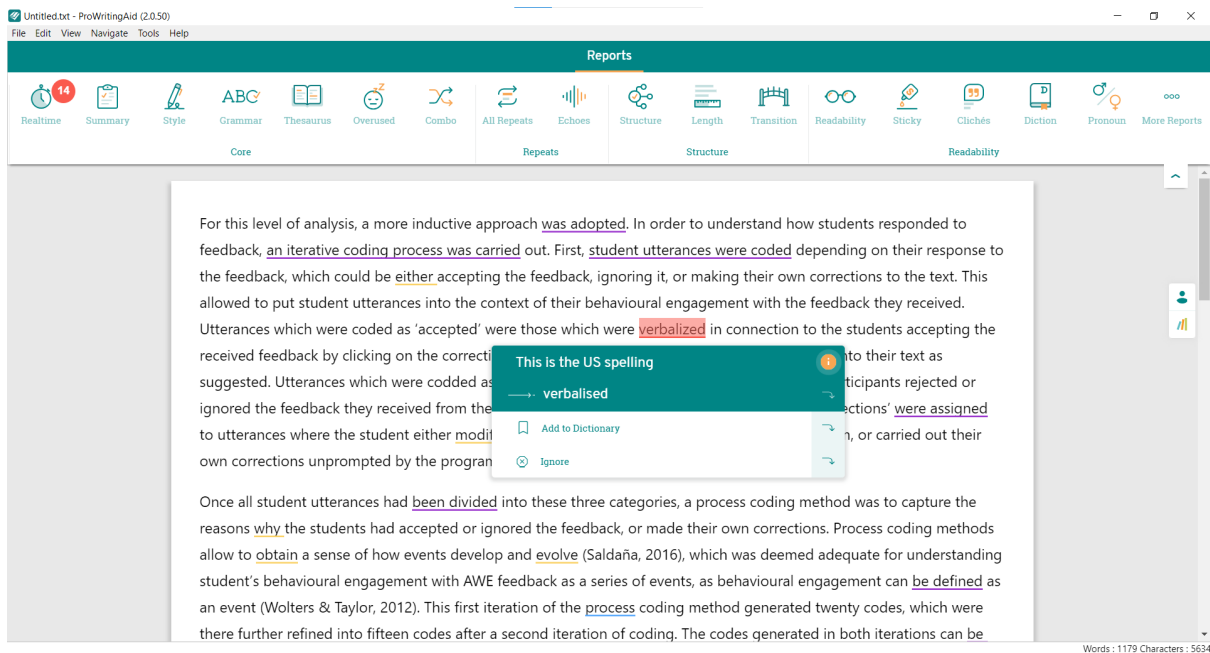 Untitled.txt - ProWritingAid (2.0.50)
File Edit View Navigate Tools Help
Reports
14
Realtime Summary Style Grammar Thesaurus Overused Combo All Repeats Echoes Structure Length Transition Readability Sticky Clichés Diction Pronoun More Reports
Core Repeats Structure Readability
For this level of analysis, a more inductive approach was adopted. In order to understand how students responded to
feedback, an iterative coding process was carried out. First, student utterances were coded depending on their response to
the feedback, which could be either accepting the feedback, ignoring it, or making their own corrections to the text. This
allowed to put student utterances into the context of their behavioural engagement with the feedback they received.
Utterances which were coded as ‘accepted’ were those which were verbalized in connection to the students accepting the
received feedback by clicking on the correcti
nto their text as
suggested. Utterances which were codded as
ticipants rejected or
ignored the feedback they received from the
ections’ were assigned
to utterances where the student either modif
n, or carried out their
own corrections unprompted by the program
This is the US spelling
verbalised
Add to Dictionary
Ignore
Once all student utterances had been divided into these three categories, a process coding method was to capture the
reasons why the students had accepted or ignored the feedback, or made their own corrections. Process coding methods
allow to obtain a sense of how events develop and evolve (Saldaña, 2016), which was deemed adequate for understanding
student’s behavioural engagement with AWE feedback as a series of events, as behavioural engagement can be defined as
an event (Wolters & Taylor, 2012). This first iteration of the process coding method generated twenty codes, which were
there further refined into fifteen codes after a second iteration of coding. The codes generated in both iterations can be
Words : 1179 Characters : 5634